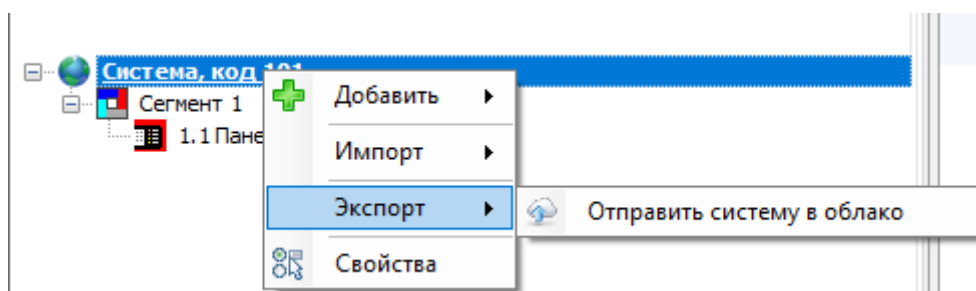 Система, код 101
Сегмент 1
1.1 Пане
Добавить
Импорт
Экспорт
Свойства
Отправить систему в облако